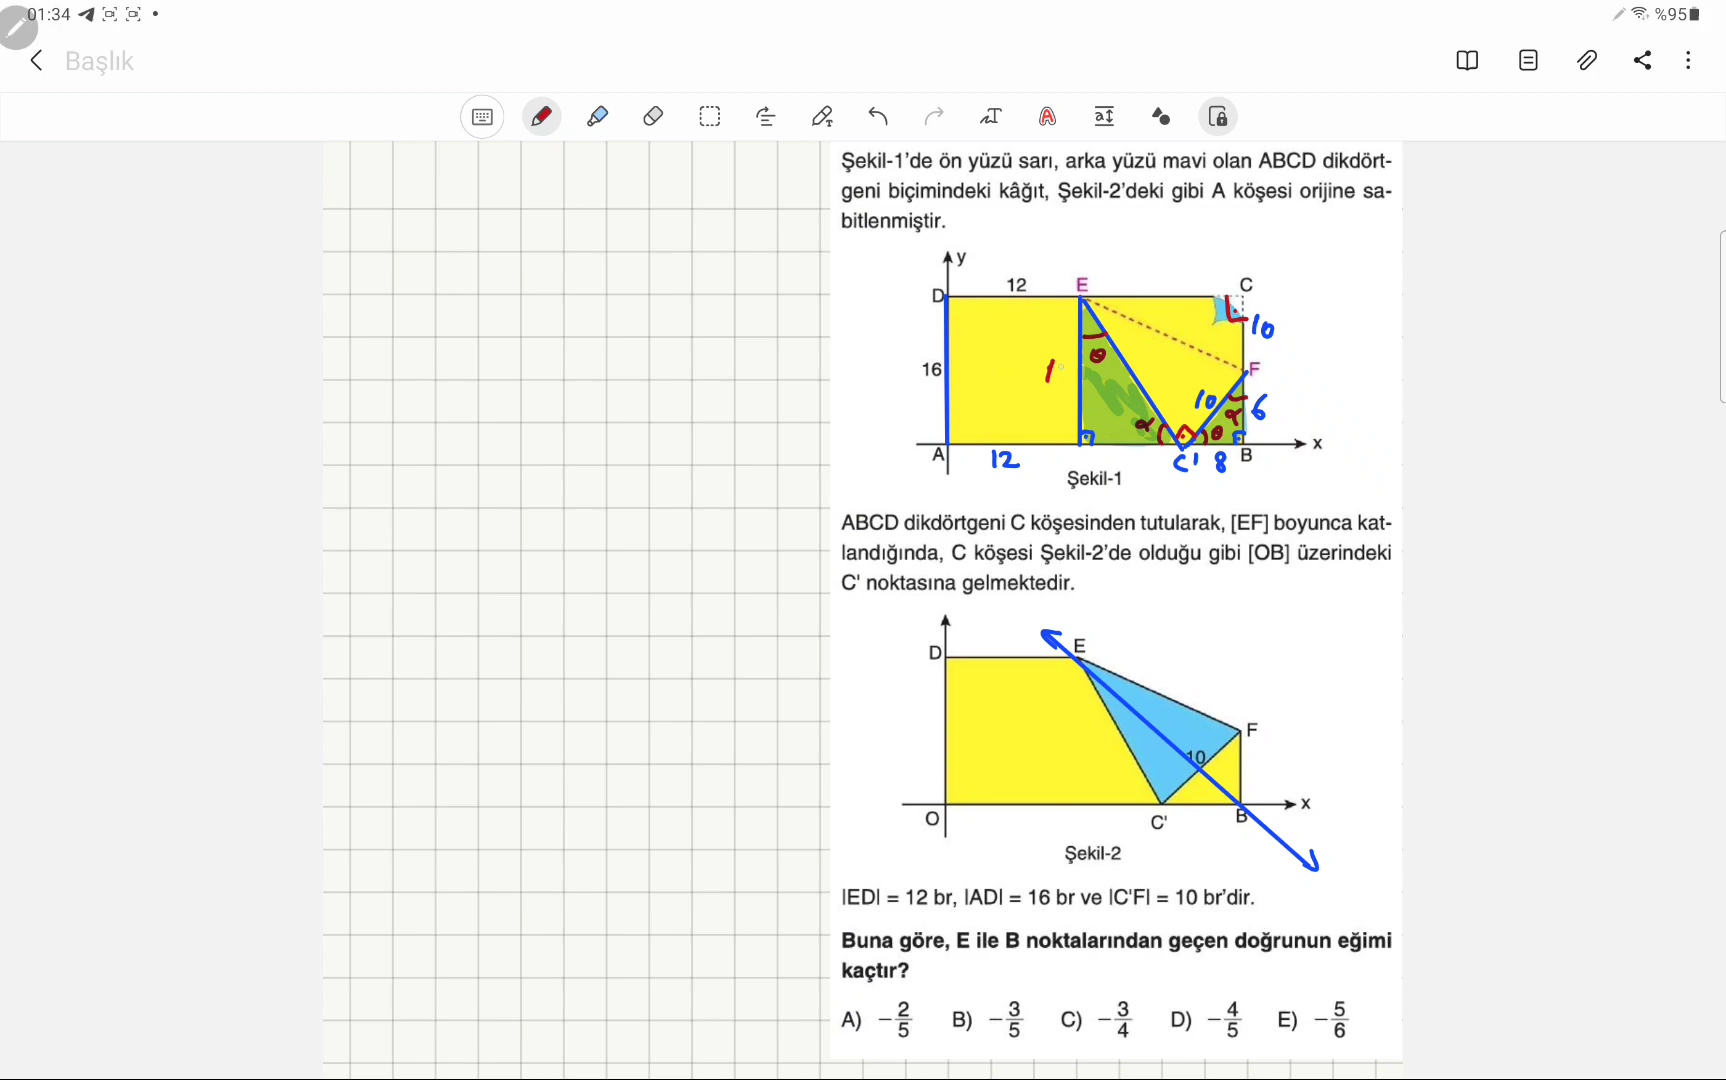 01:34
%95
Başlık
Şekil-1'de ön yüzü sarı, arka yüzü mavi olan ABCD dikdört-
geni biçimindeki kâğıt, Şekil-2'deki gibi A köşesi orijine sa-
bitlenmiştir.
y
D 12 E C
10
θ
16 1 F
10 6
α α θ
A B x
12 C' 8
Şekil-1
ABCD dikdörtgeni C köşesinden tutularak, [EF] boyunca kat-
landığında, C köşesi Şekil-2'de olduğu gibi [OB] üzerindeki
C' noktasına gelmektedir.
D E
F
10
x
O C' B
Şekil-2
|ED| = 12 br, |AD| = 16 br ve |C'F| = 10 br'dir.
Buna göre, E ile B noktalarından geçen doğrunun eğimi
kaçtır?
A) −2/5 B) −3/5 C) −3/4 D) −4/5 E) −5/6